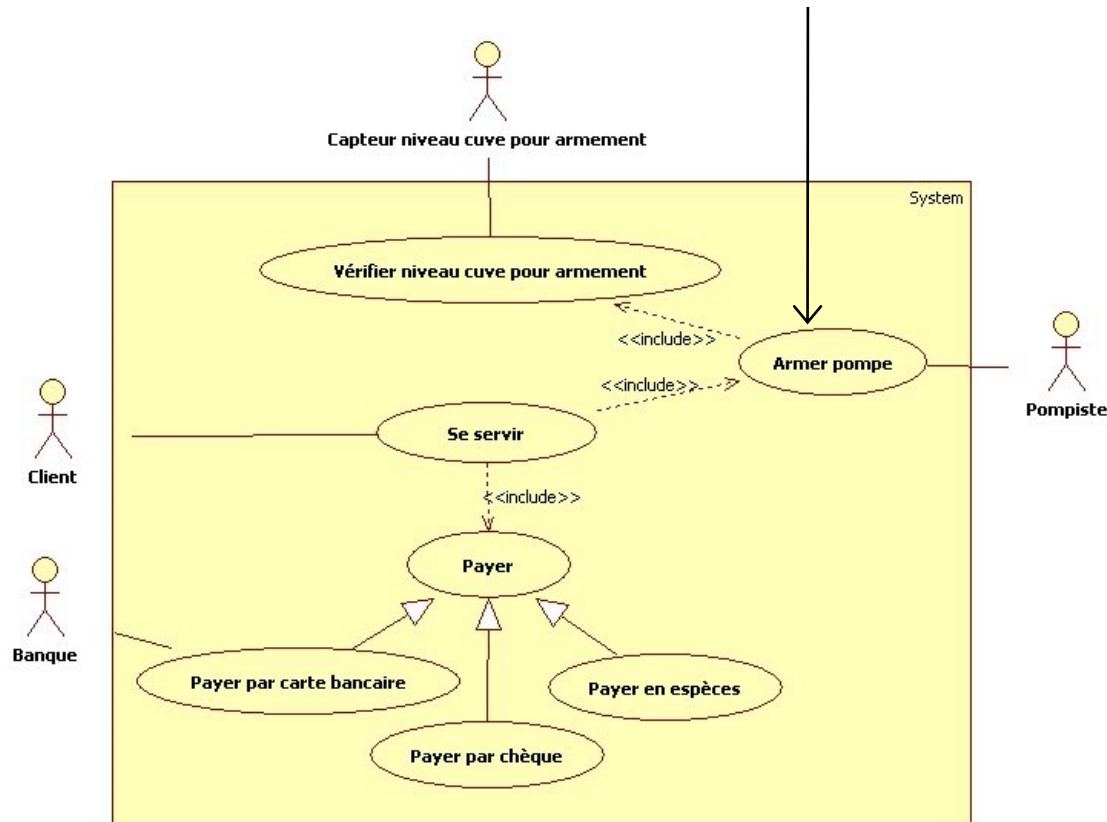 Capteur niveau cuve pour armement
System
Vérifier niveau cuve pour armement
<<include>>
Armer pompe
<<include>>
Pompiste
Se servir
Client
<<include>>
Payer
Banque
Payer par carte bancaire
Payer en espèces
Payer par chèque